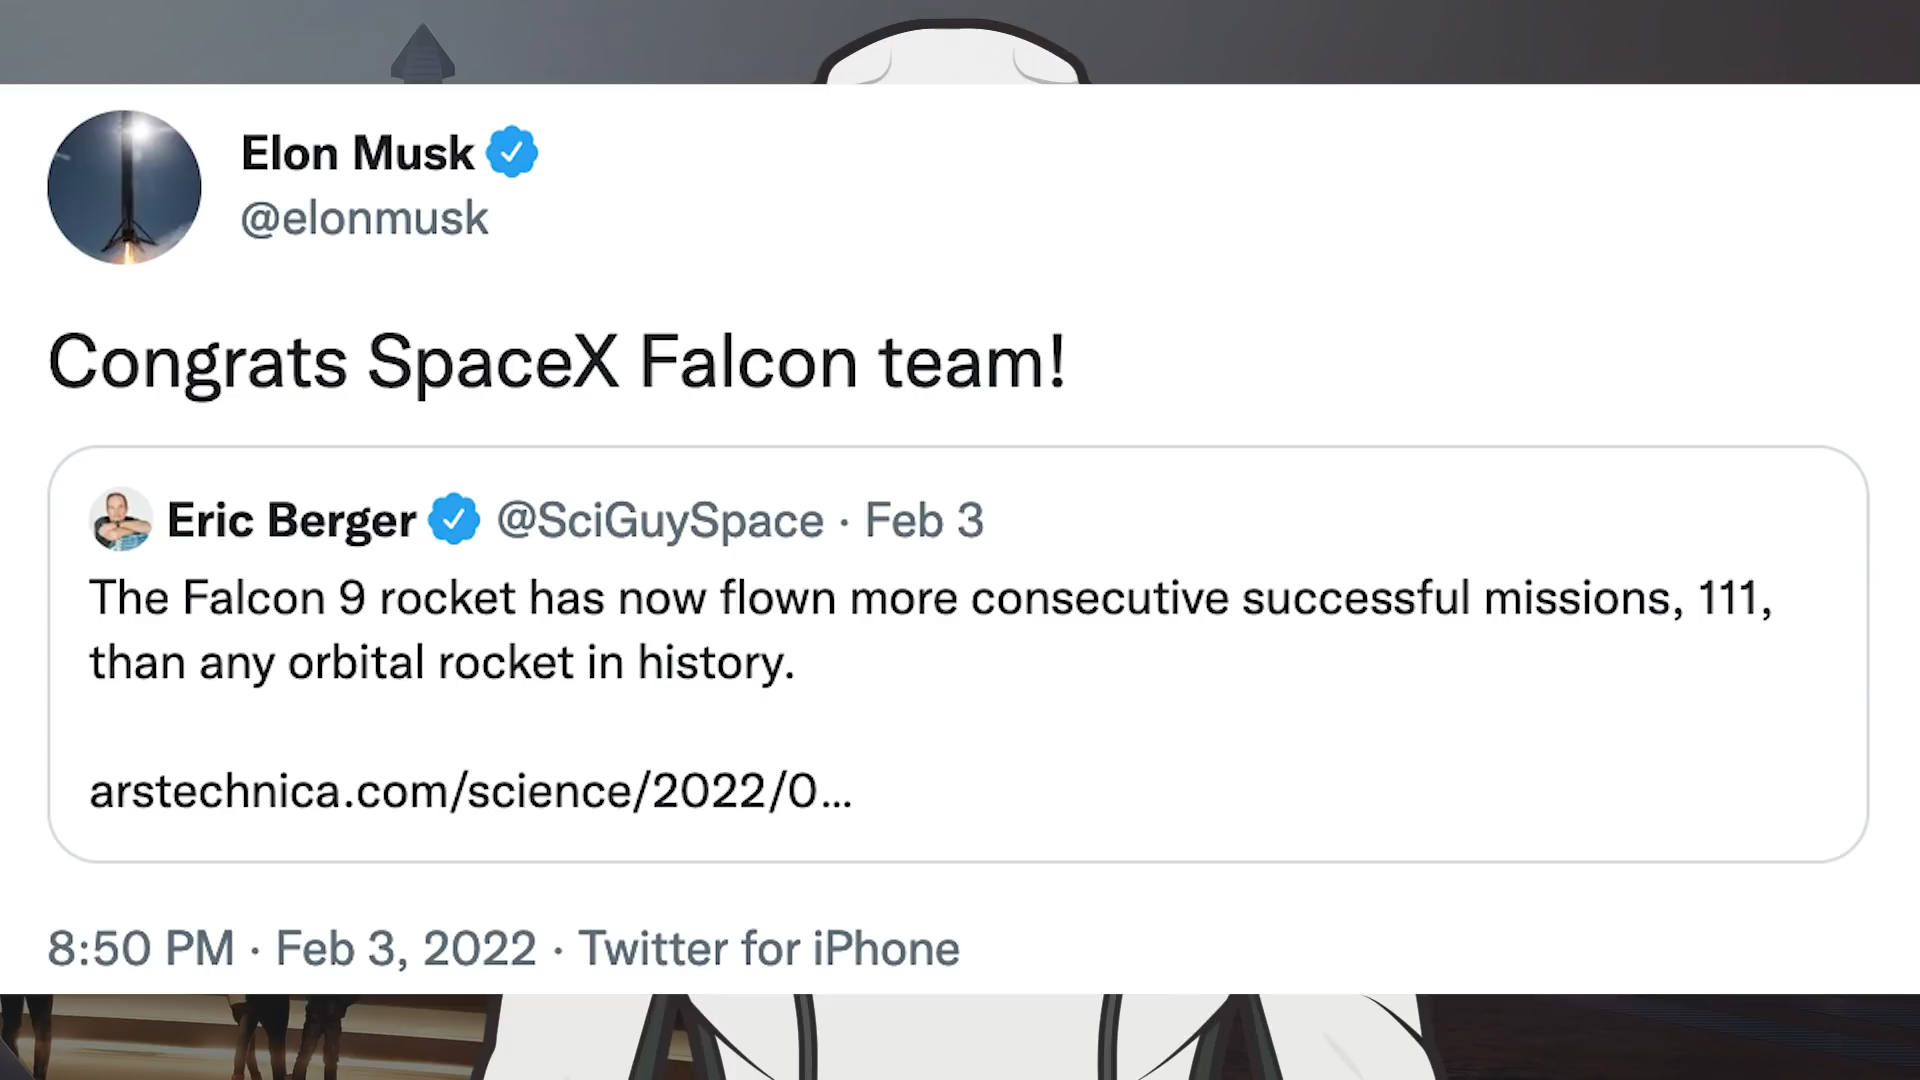 Elon Musk
@elonmusk
Congrats SpaceX Falcon team!
Eric Berger @SciGuySpace · Feb 3
The Falcon 9 rocket has now flown more consecutive successful missions, 111,
than any orbital rocket in history.
arstechnica.com/science/2022/0...
8:50 PM · Feb 3, 2022 · Twitter for iPhone